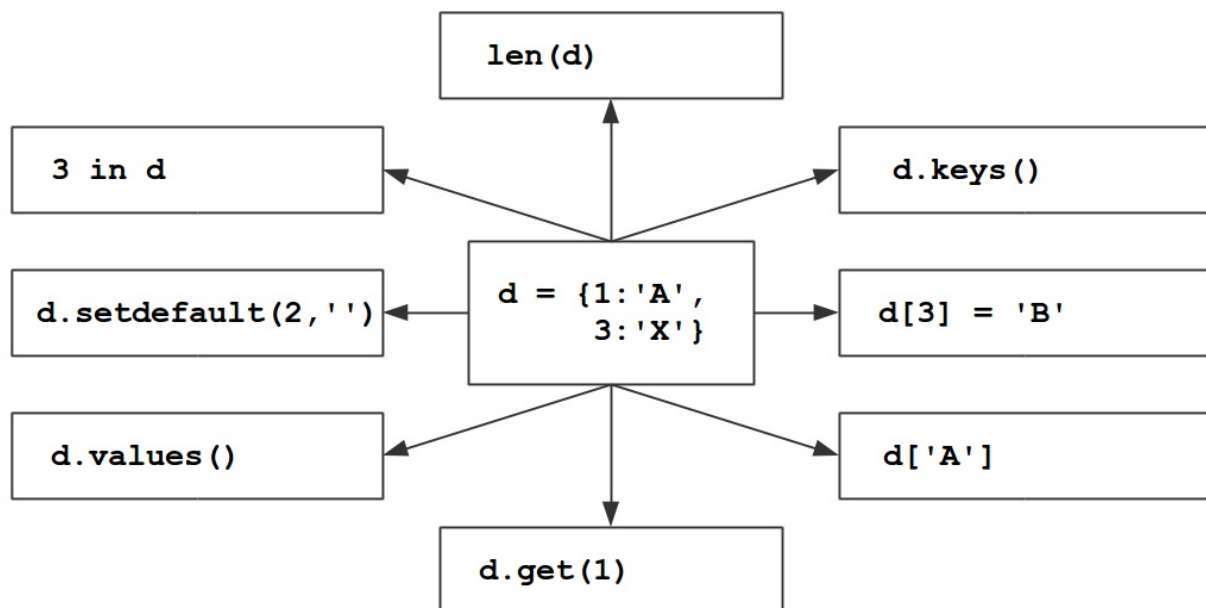 len(d)
3 in d
d.keys()
d = {1:'A',
3:'X'}
d.setdefault(2,'')
d[3] = 'B'
d.values()
d['A']
d.get(1)